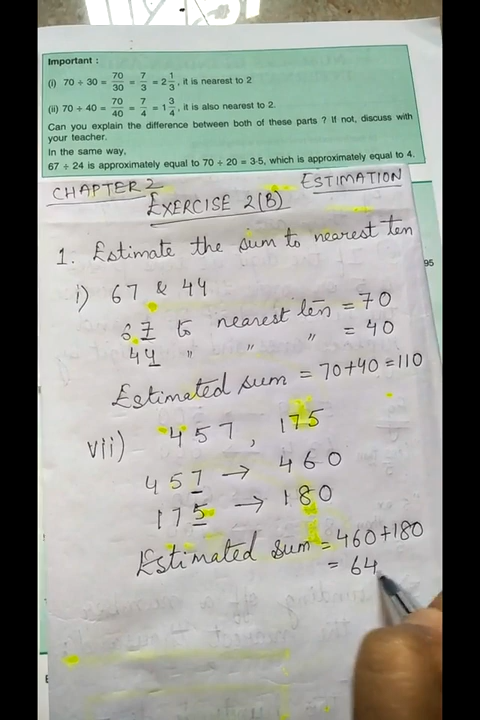 Important :
(i) 70 ÷ 30 = 70/30 = 7/3 = 2 1/3, it is nearest to 2
(ii) 70 ÷ 40 = 70/40 = 7/4 = 1 3/4, it is also nearest to 2.
Can you explain the difference between both of these parts ? If not, discuss with
your teacher.
In the same way,
67 ÷ 24 is approximately equal to 70 ÷ 20 = 3·5, which is approximately equal to 4.
CHAPTER 2 ESTIMATION
EXERCISE 2(B)
1. Estimate the sum to nearest ten
95
i) 67 & 44
67 to nearest ten = 70
44 " " " = 40
Estimated sum = 70+40 = 110
vii) 457, 175
457 → 460
175 → 180
Estimated sum = 460+180
= 64